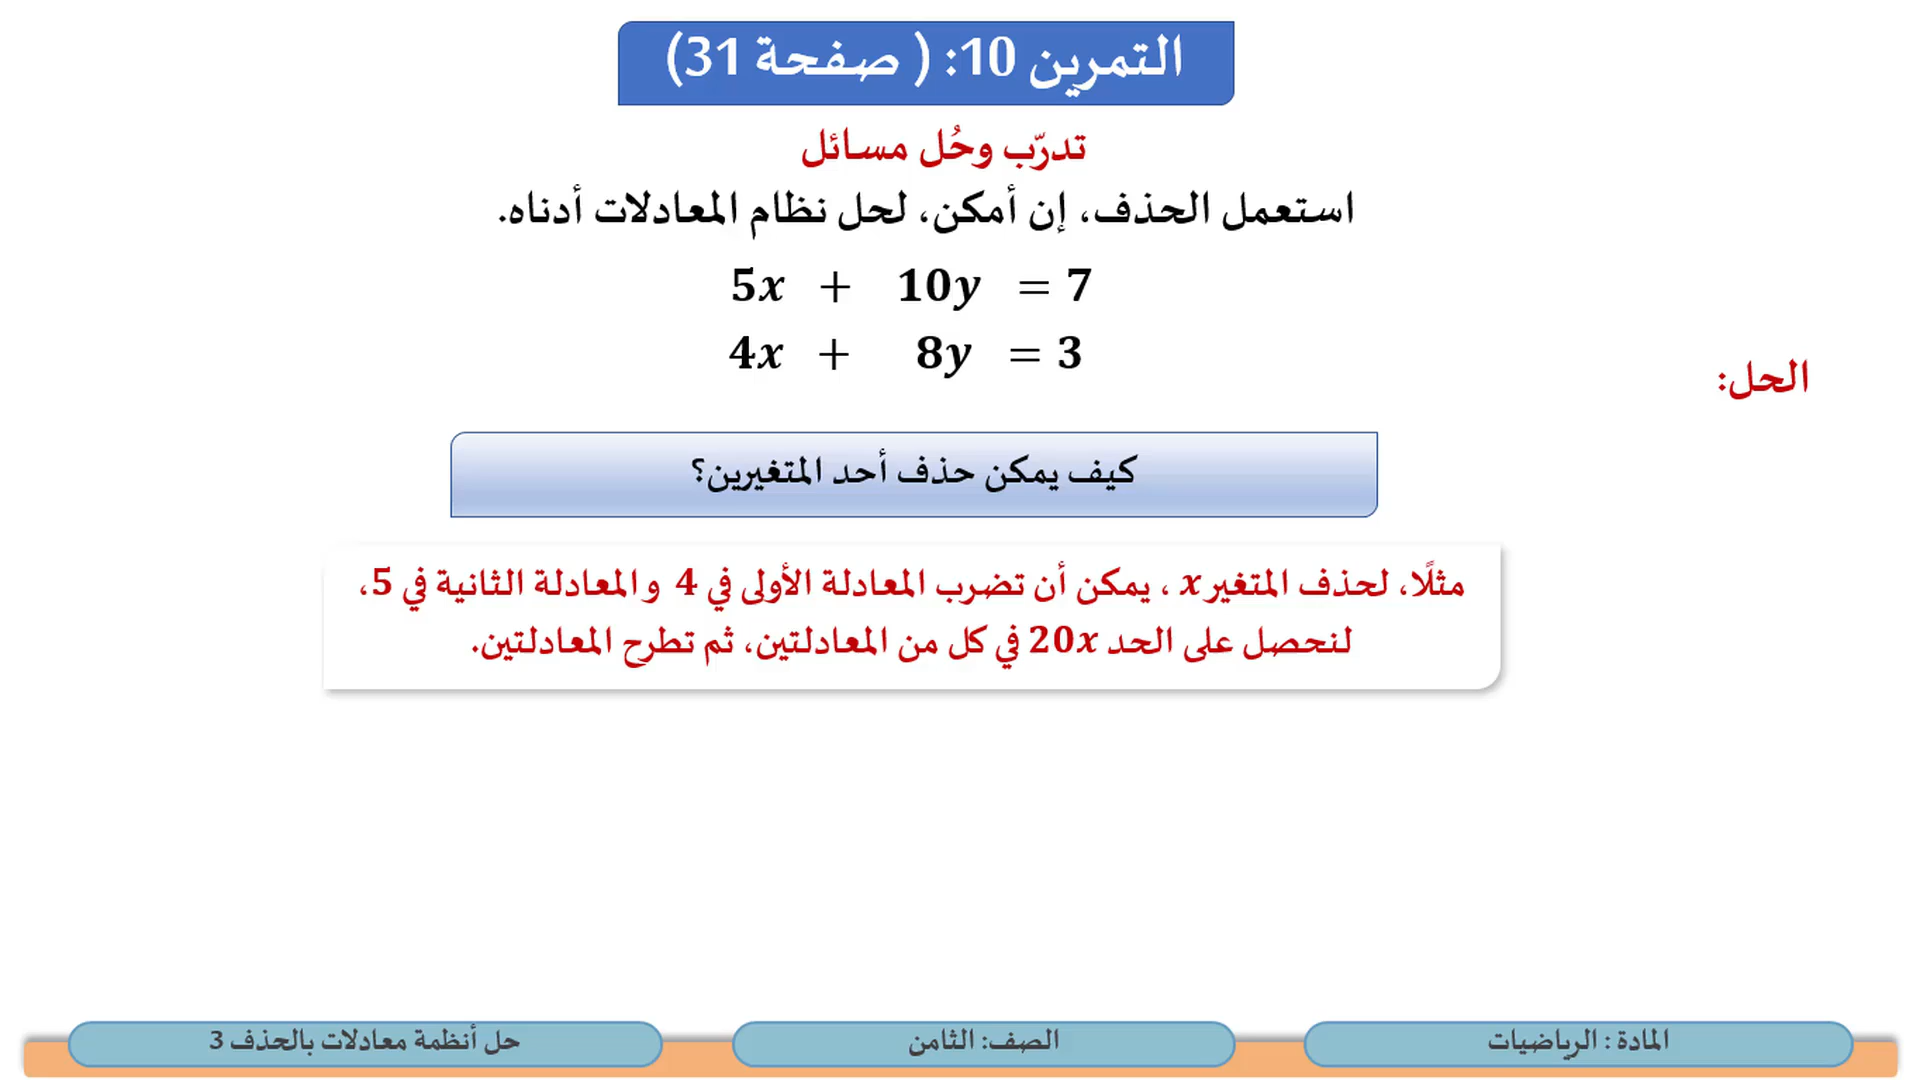 التمرين 10: ( صفحة 31)
تدرّب وحُل مسائل
استعمل الحذف، إن أمكن، لحل نظام المعادلات أدناه.
5x + 10y = 7
4x + 8y = 3
الحل:
كيف يمكن حذف أحد المتغيرين؟
مثلًا، لحذف المتغير x ، يمكن أن تضرب المعادلة الأولى في 4 والمعادلة الثانية في 5،
لنحصل على الحد 20x في كل من المعادلتين، ثم تطرح المعادلتين.
المادة : الرياضيات
الصف: الثامن
حل أنظمة معادلات بالحذف 3